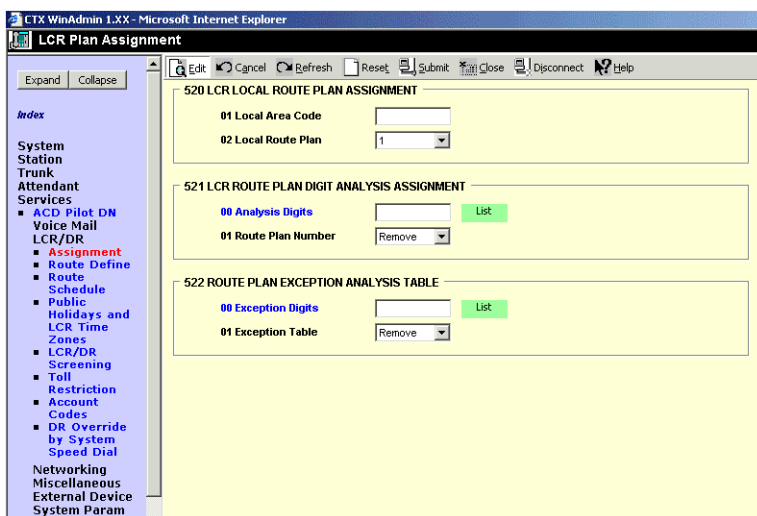 CTX WinAdmin 1.XX - Microsoft Internet Explorer
LCR Plan Assignment
Expand Collapse
Index
System
Station
Trunk
Attendant
Services
ACD Pilot DN
Voice Mail
LCR/DR
Assignment
Route Define
Route
Schedule
Public
Holidays and
LCR Time
Zones
LCR/DR
Screening
Toll
Restriction
Account
Codes
DR Override
by System
Speed Dial
Networking
Miscellaneous
External Device
System Param
Edit Cancel Refresh Reset Submit Close Disconnect Help
520 LCR LOCAL ROUTE PLAN ASSIGNMENT
01 Local Area Code
02 Local Route Plan 1
521 LCR ROUTE PLAN DIGIT ANALYSIS ASSIGNMENT
00 Analysis Digits List
01 Route Plan Number Remove
522 ROUTE PLAN EXCEPTION ANALYSIS TABLE
00 Exception Digits List
01 Exception Table Remove